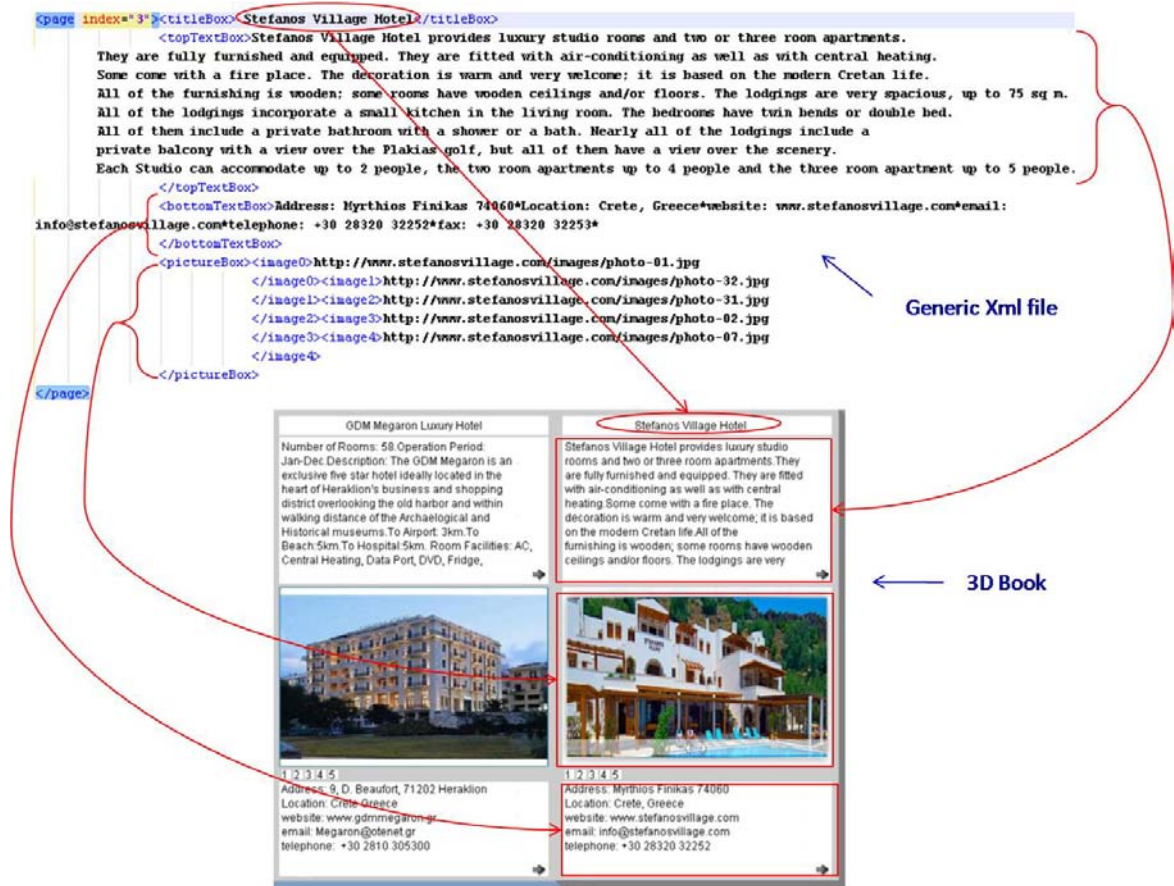 <page index="3"><titleBox> Stefanos Village Hotel</titleBox>
<topTextBox>Stefanos Village Hotel provides luxury studio rooms and two or three room apartments.
They are fully furnished and equipped. They are fitted with air-conditioning as well as with central heating.
Some come with a fire place. The decoration is warm and very welcome; it is based on the modern Cretan life.
All of the furnishing is wooden; some rooms have wooden ceilings and/or floors. The lodgings are very spacious, up to 75 sq m.
All of the lodgings incorporate a small kitchen in the living room. The bedrooms have twin bends or double bed.
All of them include a private bathroom with a shower or a bath. Nearly all of the lodgings include a
private balcony with a view over the Plakias golf, but all of them have a view over the scenery.
Each Studio can accommodate up to 2 people, the two room apartments up to 4 people and the three room apartment up to 5 people.
</topTextBox>
<bottomTextBox>Address: Myrthios Finikas 74060*Location: Crete, Greece*website: www.stefanosvillage.com*email:
info@stefanosvillage.com*telephone: +30 28320 32252*fax: +30 28320 32253*
</bottomTextBox>
<pictureBox><image0>http://www.stefanosvillage.com/images/photo-01.jpg
</image0><image1>http://www.stefanosvillage.com/images/photo-32.jpg
</image1><image2>http://www.stefanosvillage.com/images/photo-31.jpg
</image2><image3>http://www.stefanosvillage.com/images/photo-02.jpg
</image3><image4>http://www.stefanosvillage.com/images/photo-07.jpg
</image4>
</pictureBox>
</page>
Generic Xml file
GDM Megaron Luxury Hotel
Number of Rooms: 58.Operation Period:
Jan-Dec.Description: The GDM Megaron is an
exclusive five star hotel ideally located in the
heart of Heraklion's business and shopping
district overlooking the old harbor and within
walking distance of the Archaelogical and
Historical museums.To Airport: 3km.To
Beach:5km.To Hospital:5km. Room Facilities: AC,
Central Heating, Data Port, DVD, Fridge,
1 2 3 4 5
Address: 9, D. Beaufort, 71202 Heraklion
Location: Crete Greece
website: www.gdmmegaron.gr
email: Megaron@otenet.gr
telephone: +30 2810 305300
Stefanos Village Hotel
Stefanos Village Hotel provides luxury studio
rooms and two or three room apartments.They
are fully furnished and equipped. They are fitted
with air-conditioning as well as with central
heating.Some come with a fire place. The
decoration is warm and very welcome; it is based
on the modern Cretan life.All of the
furnishing is wooden; some rooms have wooden
ceilings and/or floors. The lodgings are very
1 2 3 4 5
Address: Myrthios Finikas 74060
Location: Crete, Greece
website: www.stefanosvillage.com
email: info@stefanosvillage.com
telephone: +30 28320 32252
3D Book